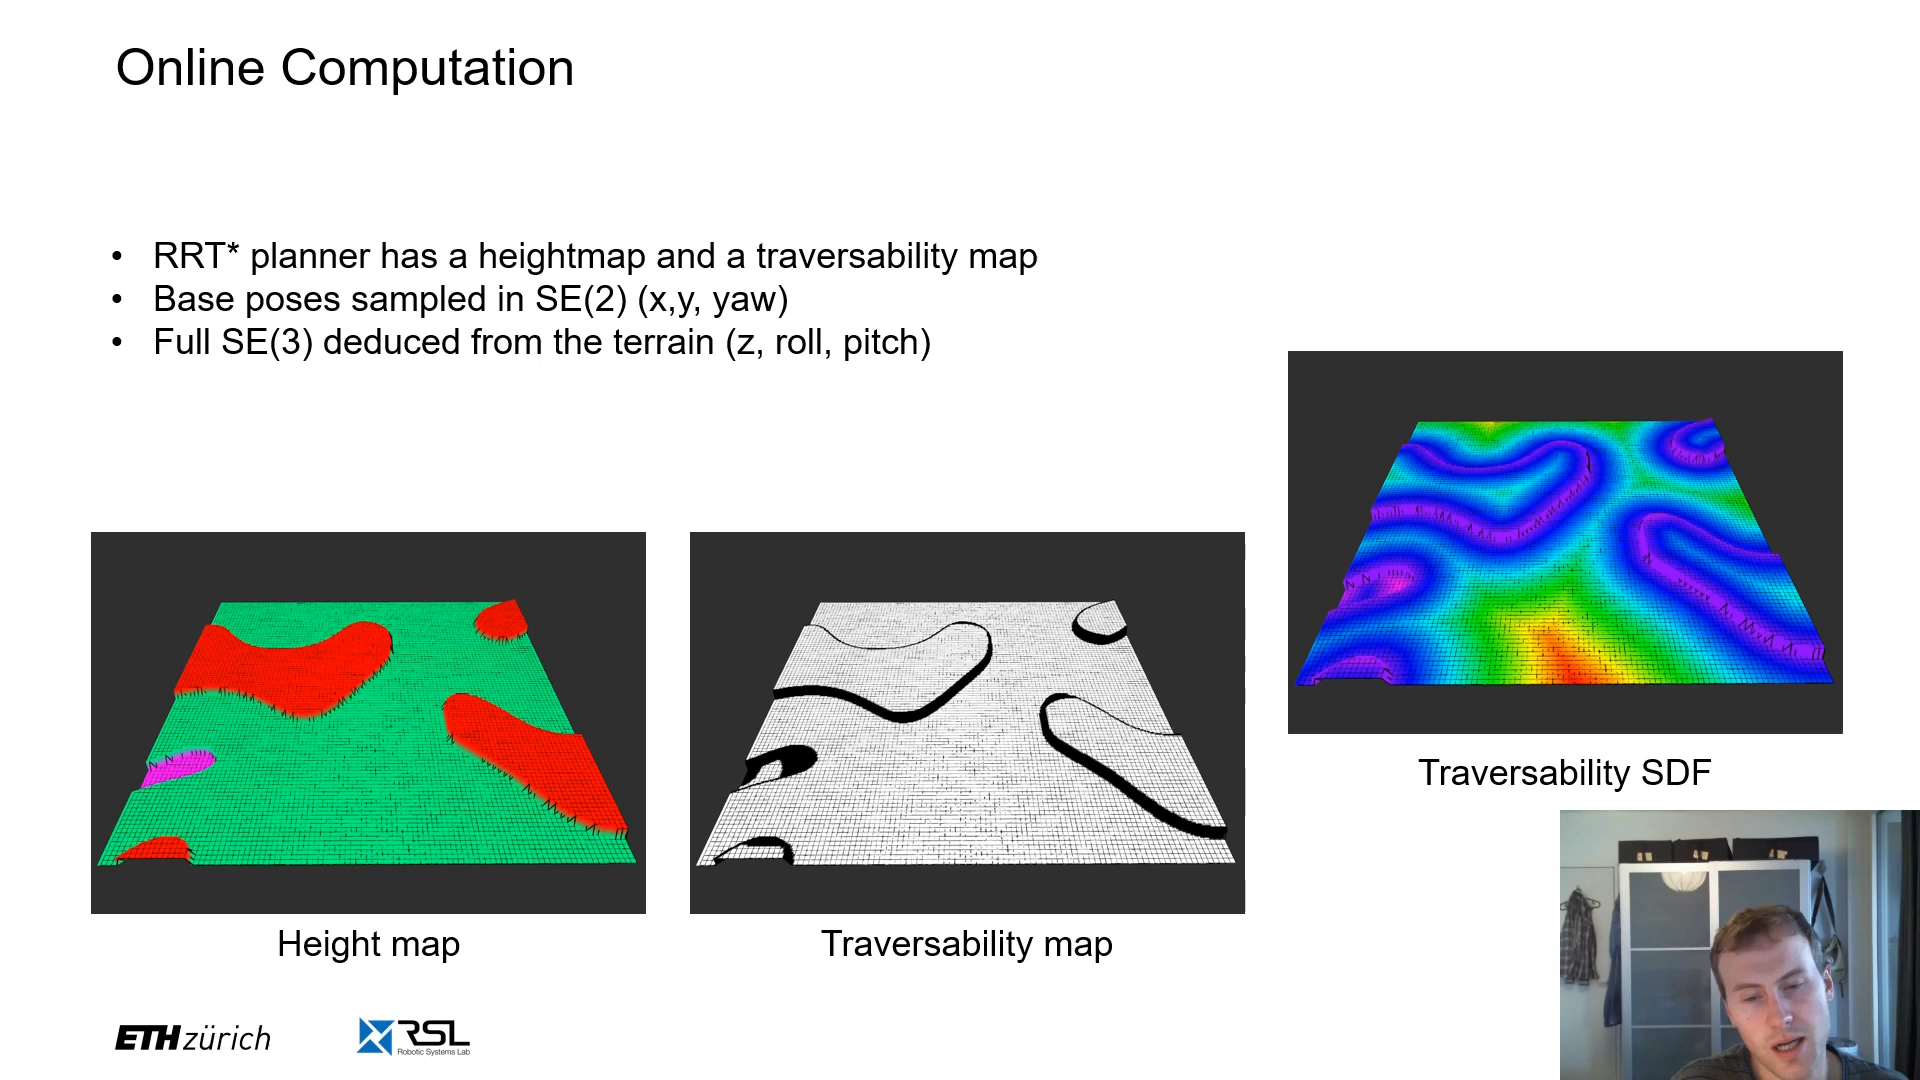 Online Computation
• RRT* planner has a heightmap and a traversability map
• Base poses sampled in SE(2) (x,y, yaw)
• Full SE(3) deduced from the terrain (z, roll, pitch)
Traversability SDF
Height map
Traversability map
ETH zürich
RSL
Robotic Systems Lab